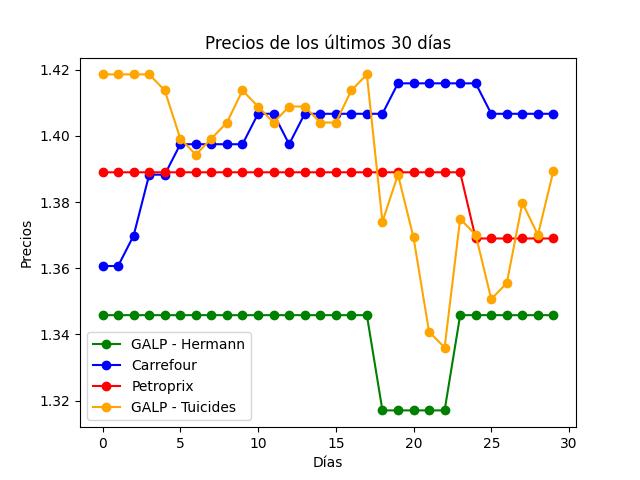 Precios de los últimos 30 días
Precios
1.42
1.40
1.38
1.36
1.34
1.32
GALP - Hermann
Carrefour
Petroprix
GALP - Tuicides
0 5 10 15 20 25 30
Días